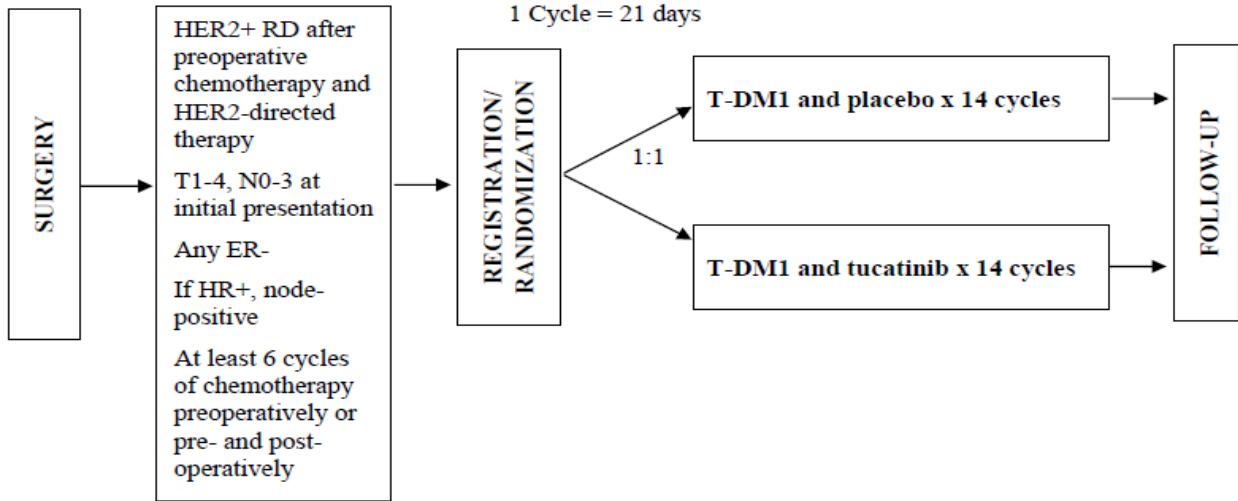 1 Cycle = 21 days
SURGERY
HER2+ RD after
preoperative
chemotherapy and
HER2-directed
therapy
T1-4, N0-3 at
initial presentation
Any ER-
If HR+, node-
positive
At least 6 cycles
of chemotherapy
preoperatively or
pre- and post-
operatively
REGISTRATION/
RANDOMIZATION
1:1
T-DM1 and placebo x 14 cycles
T-DM1 and tucatinib x 14 cycles
FOLLOW-UP